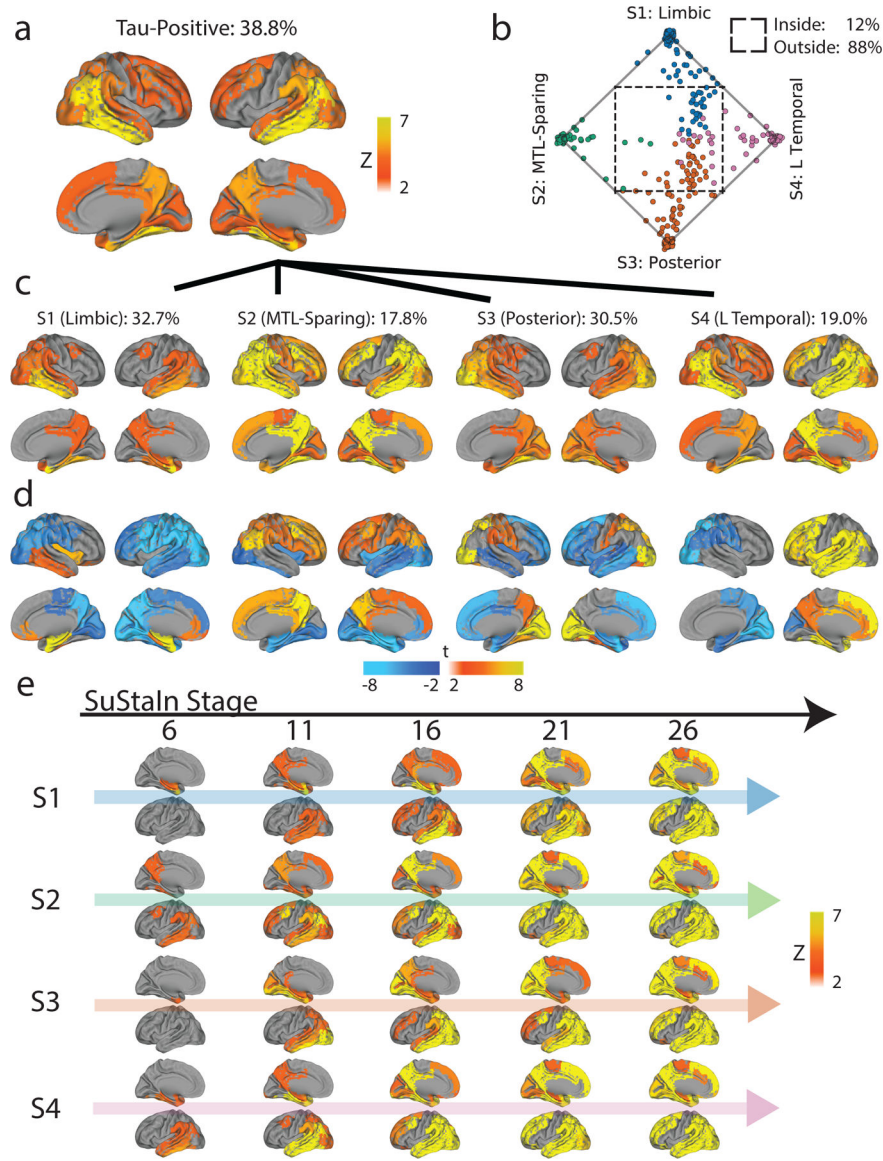 a
Tau-Positive: 38.8%
7
Z
2
b
S1: Limbic
Inside: 12%
Outside: 88%
S2: MTL-Sparing
S4: L Temporal
S3: Posterior
c
S1 (Limbic): 32.7%
S2 (MTL-Sparing): 17.8%
S3 (Posterior): 30.5%
S4 (L Temporal): 19.0%
d
t
-8 -2 2 8
e
SuStaIn Stage
6 11 16 21 26
S1
S2
S3
S4
7
Z
2